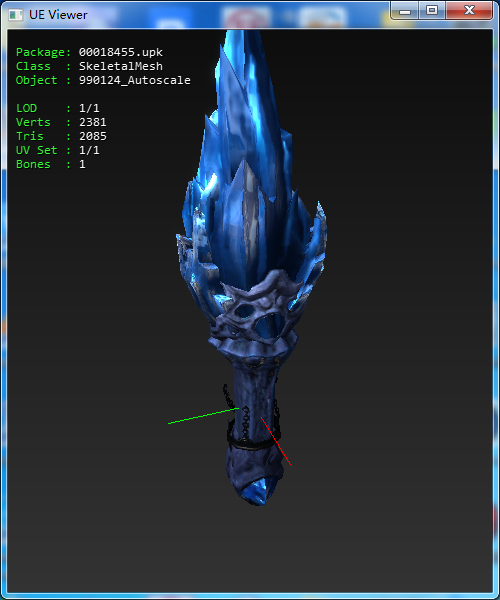 UE Viewer
Package: 00018455.upk
Class : SkeletalMesh
Object : 990124_Autoscale
LOD : 1/1
Verts : 2381
Tris : 2085
UV Set : 1/1
Bones : 1